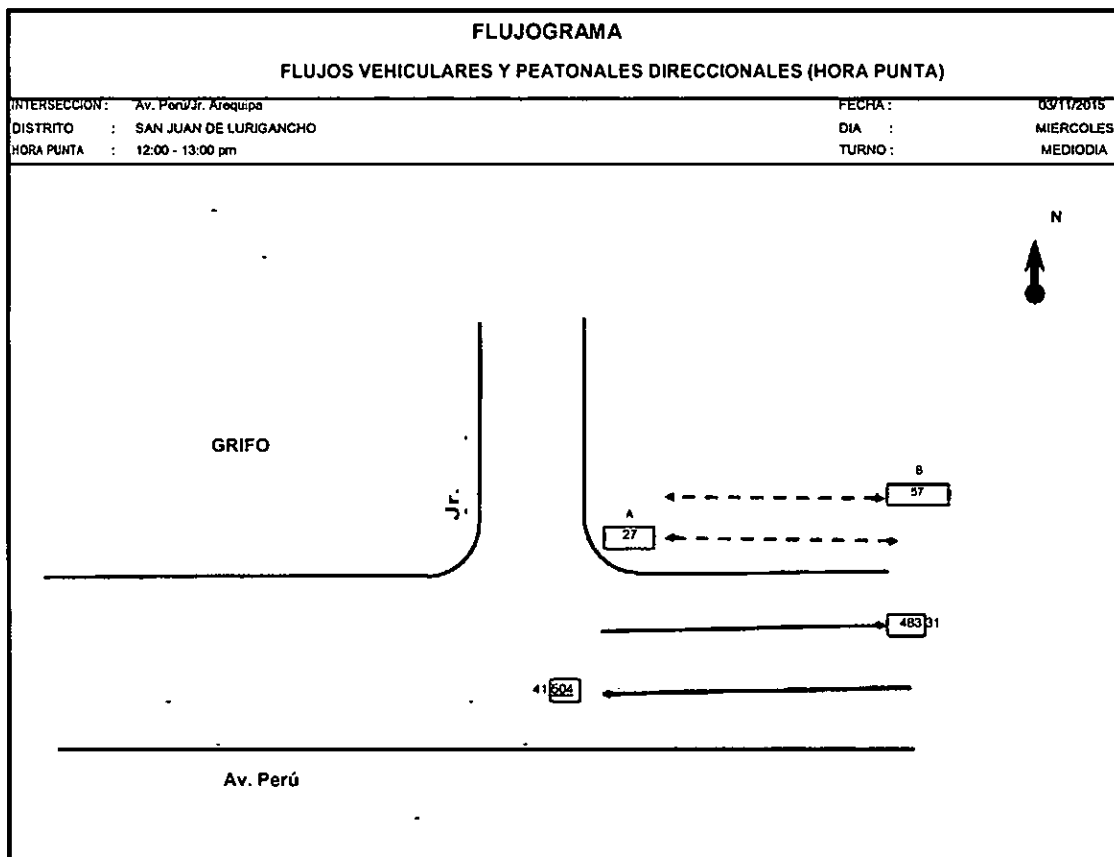 FLUJOGRAMA
FLUJOS VEHICULARES Y PEATONALES DIRECCIONALES (HORA PUNTA)
INTERSECCION : Av. Perú/Jr. Arequipa FECHA : 03/11/2015
DISTRITO : SAN JUAN DE LURIGANCHO DIA : MIERCOLES
HORA PUNTA : 12:00 - 13:00 pm TURNO : MEDIODIA
N
GRIFO
Jr.
B
57
A
27
483 31
41 504
Av. Perú